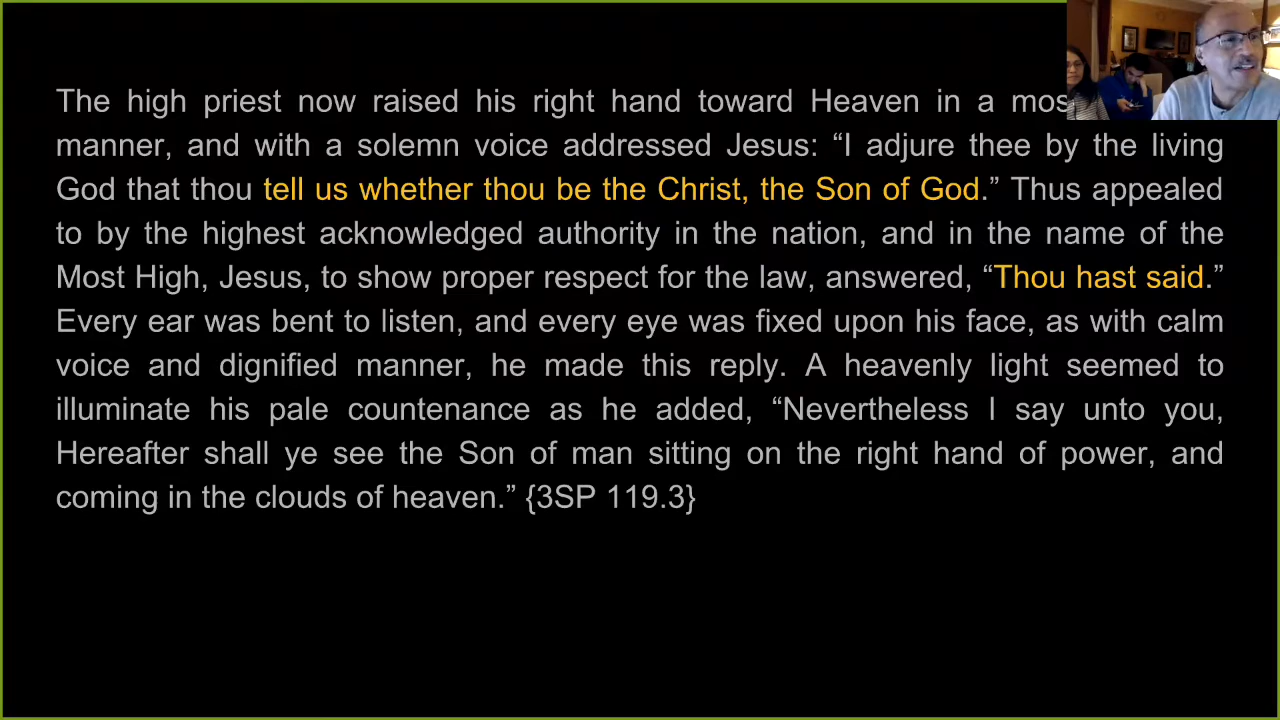 The high priest now raised his right hand toward Heaven in a
manner, and with a solemn voice addressed Jesus: “I adjure thee by the living
God that thou tell us whether thou be the Christ, the Son of God.” Thus appealed
to by the highest acknowledged authority in the nation, and in the name of the
Most High, Jesus, to show proper respect for the law, answered, “Thou hast said.”
Every ear was bent to listen, and every eye was fixed upon his face, as with calm
voice and dignified manner, he made this reply. A heavenly light seemed to
illuminate his pale countenance as he added, “Nevertheless I say unto you,
Hereafter shall ye see the Son of man sitting on the right hand of power, and
coming in the clouds of heaven.” {3SP 119.3}